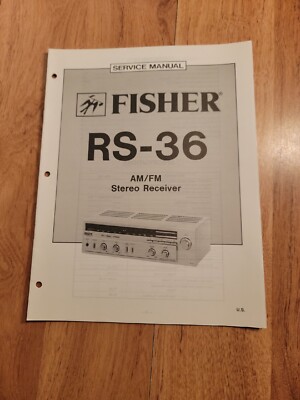 SERVICE MANUAL
FISHER®
RS-36
AM/FM
Stereo Receiver
U.S.